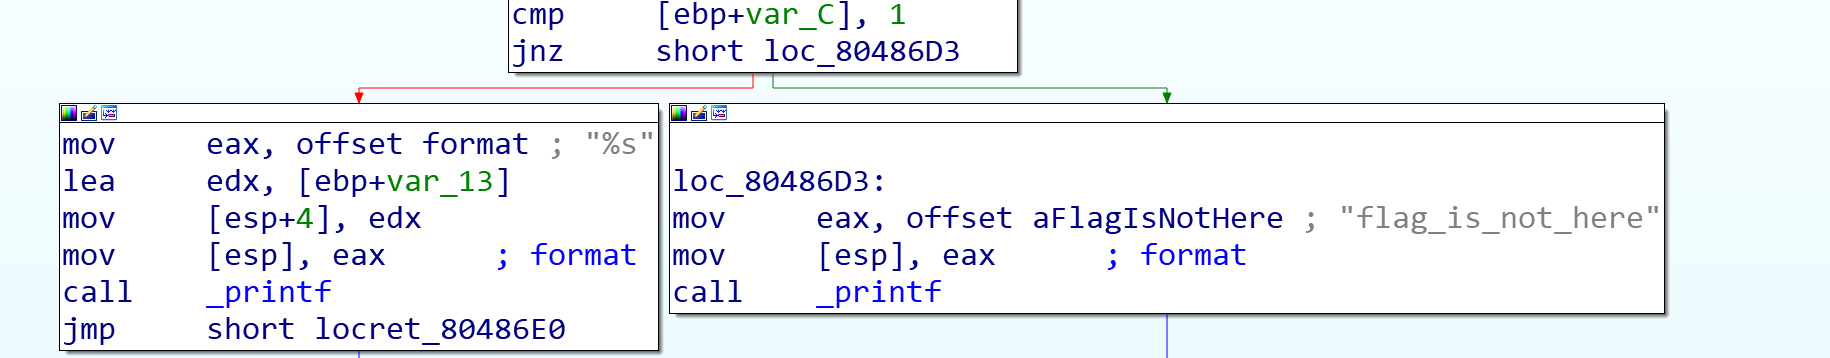 cmp     [ebp+var_C], 1
jnz     short loc_80486D3
mov     eax, offset format ; "%s"
lea     edx, [ebp+var_13]
mov     [esp+4], edx
mov     [esp], eax      ; format
call    _printf
jmp     short locret_80486E0
loc_80486D3:
mov     eax, offset aFlagIsNotHere ; "flag_is_not_here"
mov     [esp], eax      ; format
call    _printf